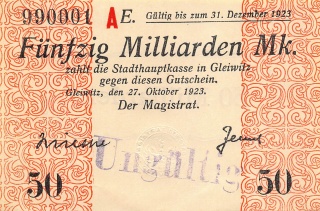 990001 A E. Gültig bis zum 31. Dezember 1923
Fünfzig Milliarden Mk.
zahlt die Stadthauptkasse in Gleiwitz
gegen diesen Gutschein.
Gleiwitz, den 27. Oktober 1923.
Der Magistrat.
Ungültig
50 50